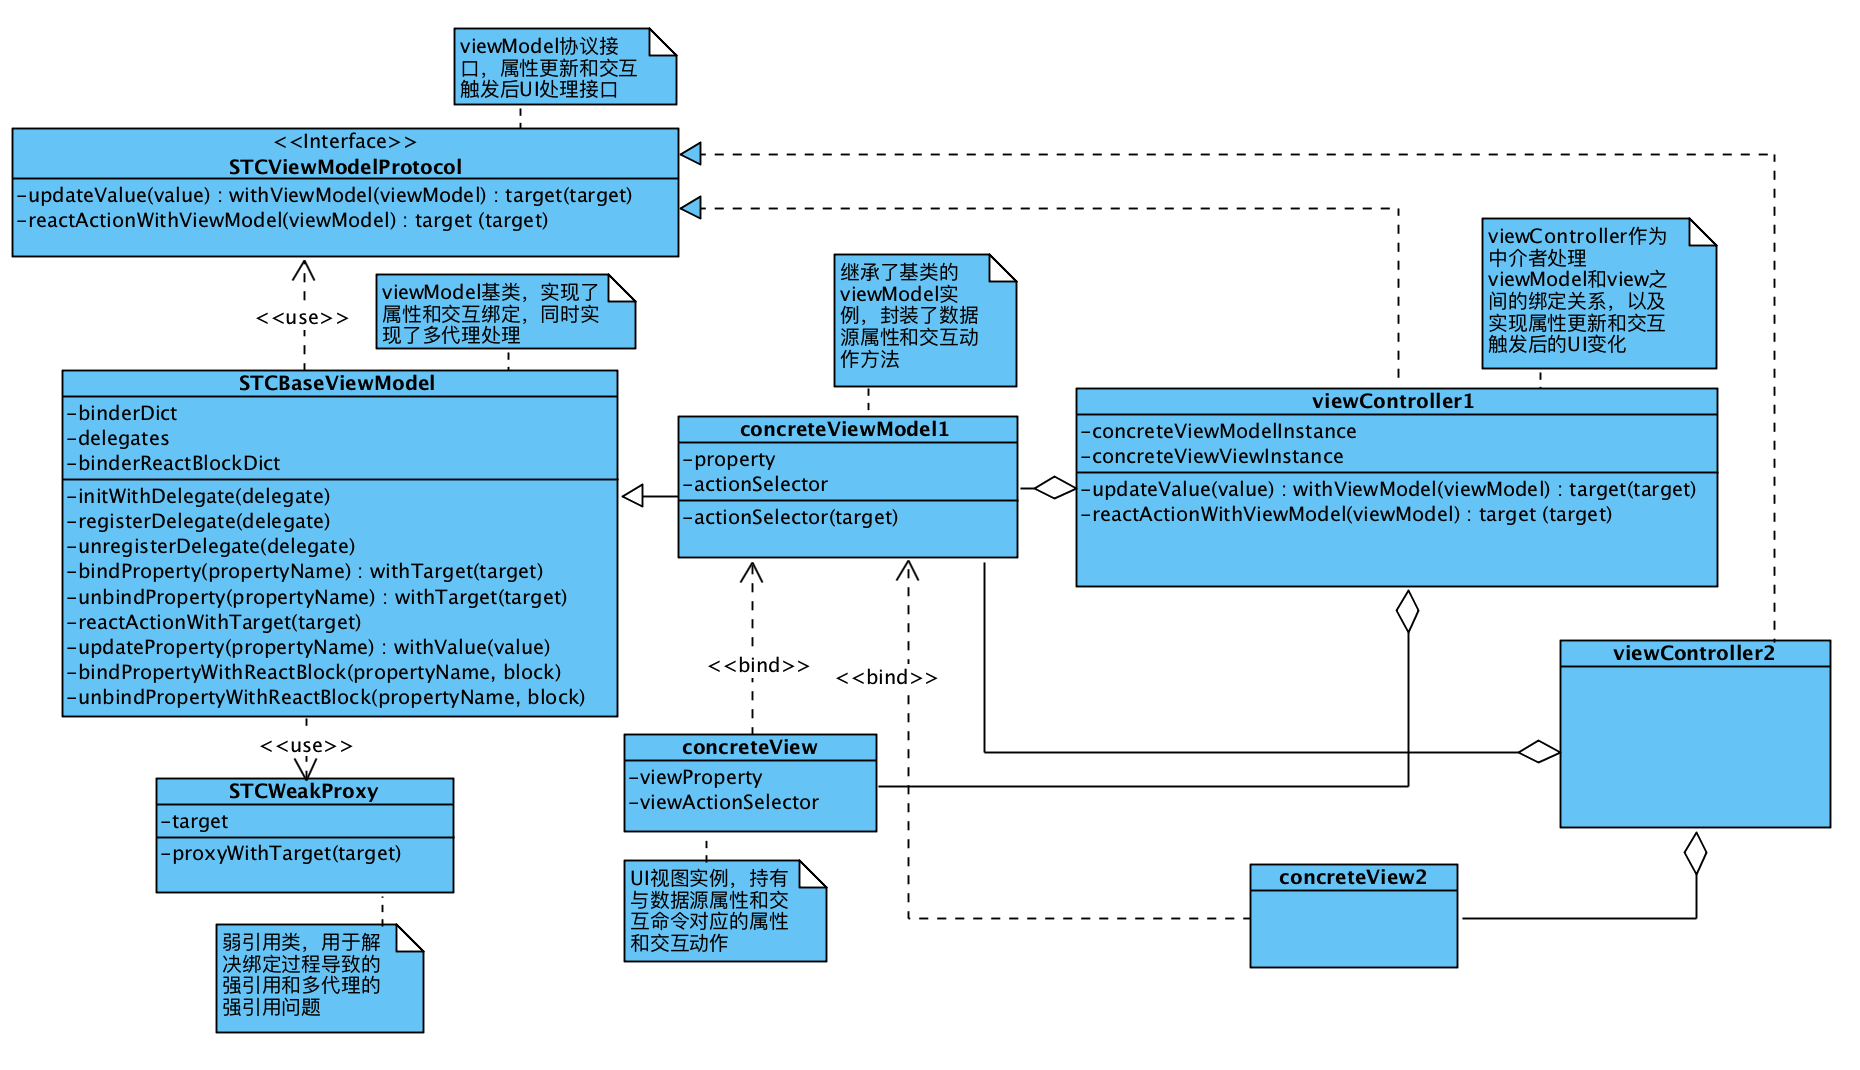 viewModel协议接
口，属性更新和交互
触发后UI处理接口
<<Interface>>
STCViewModelProtocol
-updateValue(value) : withViewModel(viewModel) : target(target)
-reactActionWithViewModel(viewModel) : target (target)
<<use>>
viewModel基类，实现了
属性和交互绑定，同时实
现了多代理处理
STCBaseViewModel
-binderDict
-delegates
-binderReactBlockDict
-initWithDelegate(delegate)
-registerDelegate(delegate)
-unregisterDelegate(delegate)
-bindProperty(propertyName) : withTarget(target)
-unbindProperty(propertyName) : withTarget(target)
-reactActionWithTarget(target)
-updateProperty(propertyName) : withValue(value)
-bindPropertyWithReactBlock(propertyName, block)
-unbindPropertyWithReactBlock(propertyName, block)
<<use>>
STCWeakProxy
-target
-proxyWithTarget(target)
弱引用类，用于解
决绑定过程导致的
强引用和多代理的
强引用问题
继承了基类的
viewModel实
例，封装了数据
源属性和交互动
作方法
concreteViewModel1
-property
-actionSelector
-actionSelector(target)
<<bind>>
<<bind>>
concreteView
-viewProperty
-viewActionSelector
UI视图实例，持有
与数据源属性和交
互命令对应的属性
和交互动作
viewController作为
中介者处理
viewModel和view之
间的绑定关系，以及
实现属性更新和交互
触发后的UI变化
viewController1
-concreteViewModelInstance
-concreteViewViewInstance
-updateValue(value) : withViewModel(viewModel) : target(target)
-reactActionWithViewModel(viewModel) : target (target)
viewController2
concreteView2